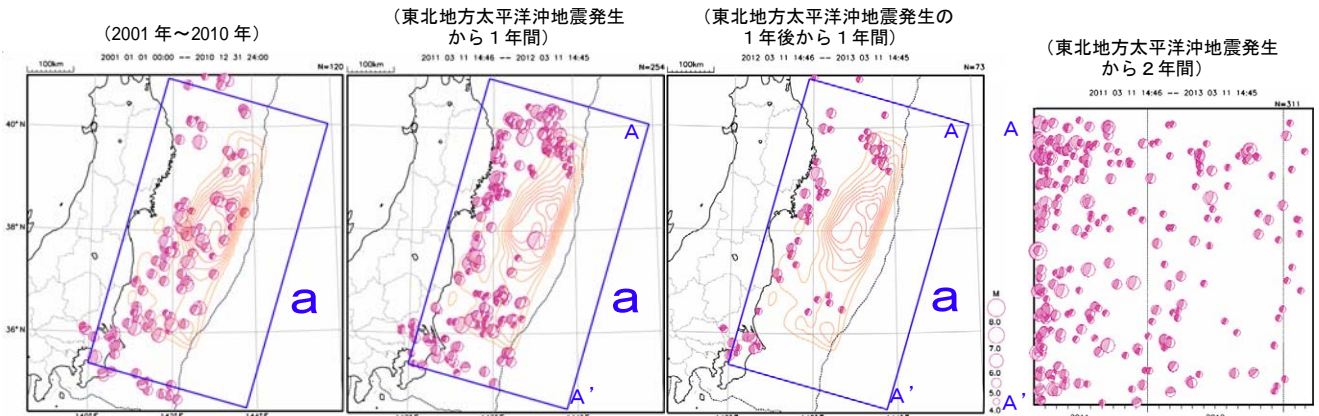 （2001 年～2010 年）
100km
2001 01 01 00:00 -- 2010 12 31 24:00
N=120
40°N
38°N
36°N
a
（東北地方太平洋沖地震発生
から１年間）
100km
2011 03 11 14:46 -- 2012 03 11 14:45
N=254
A
a
A’
（東北地方太平洋沖地震発生の
１年後から１年間）
100km
2012 03 11 14:46 -- 2013 03 11 14:45
N=73
A
a
A’
M
8.0
7.0
6.0
5.0
4.0
（東北地方太平洋沖地震発生
から２年間）
2011 03 11 14:46 -- 2013 03 11 14:45
N=311
A
A’